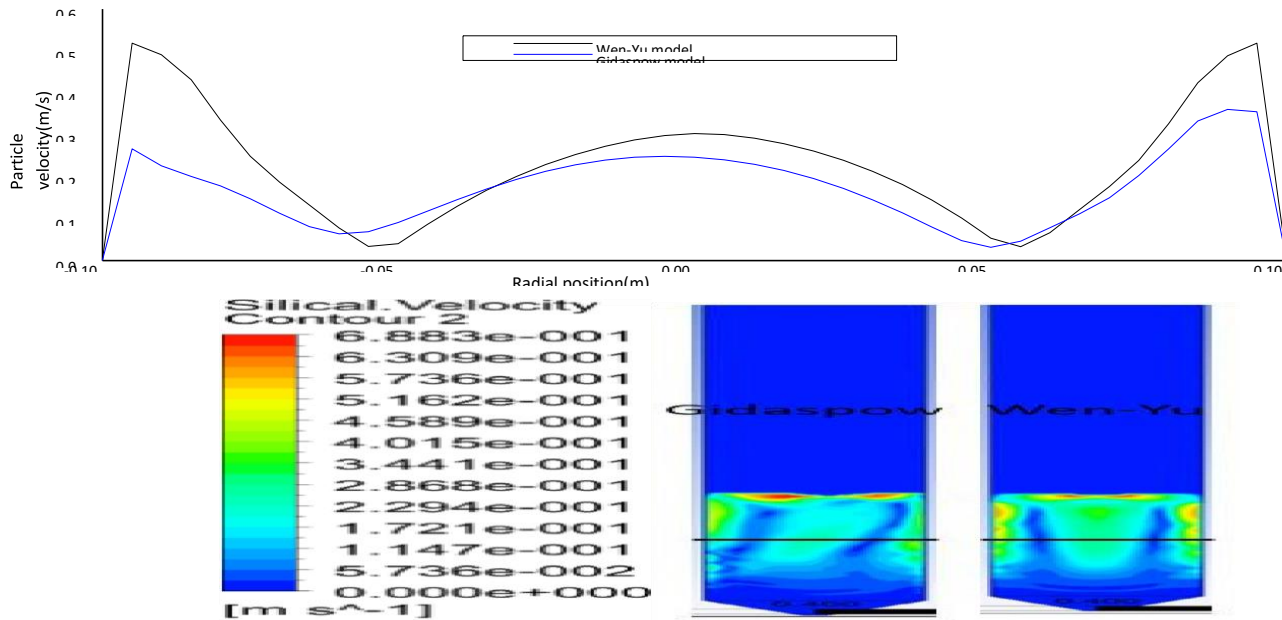 0.6
Wen-Yu model
Gidaspow model
0.5
0.4
0.3
0.2
0.1
0.0
Particle
velocity(m/s)
-0.10
-0.05
0.00
0.05
0.10
Radial position(m)
Silical.Velocity
Contour 2
6.883e-001
6.309e-001
5.736e-001
5.162e-001
4.589e-001
4.015e-001
3.441e-001
2.868e-001
2.294e-001
1.721e-001
1.147e-001
5.736e-002
0.000e+000
[m s^-1]
Gidaspow
Wen-Yu
0.400
0.400